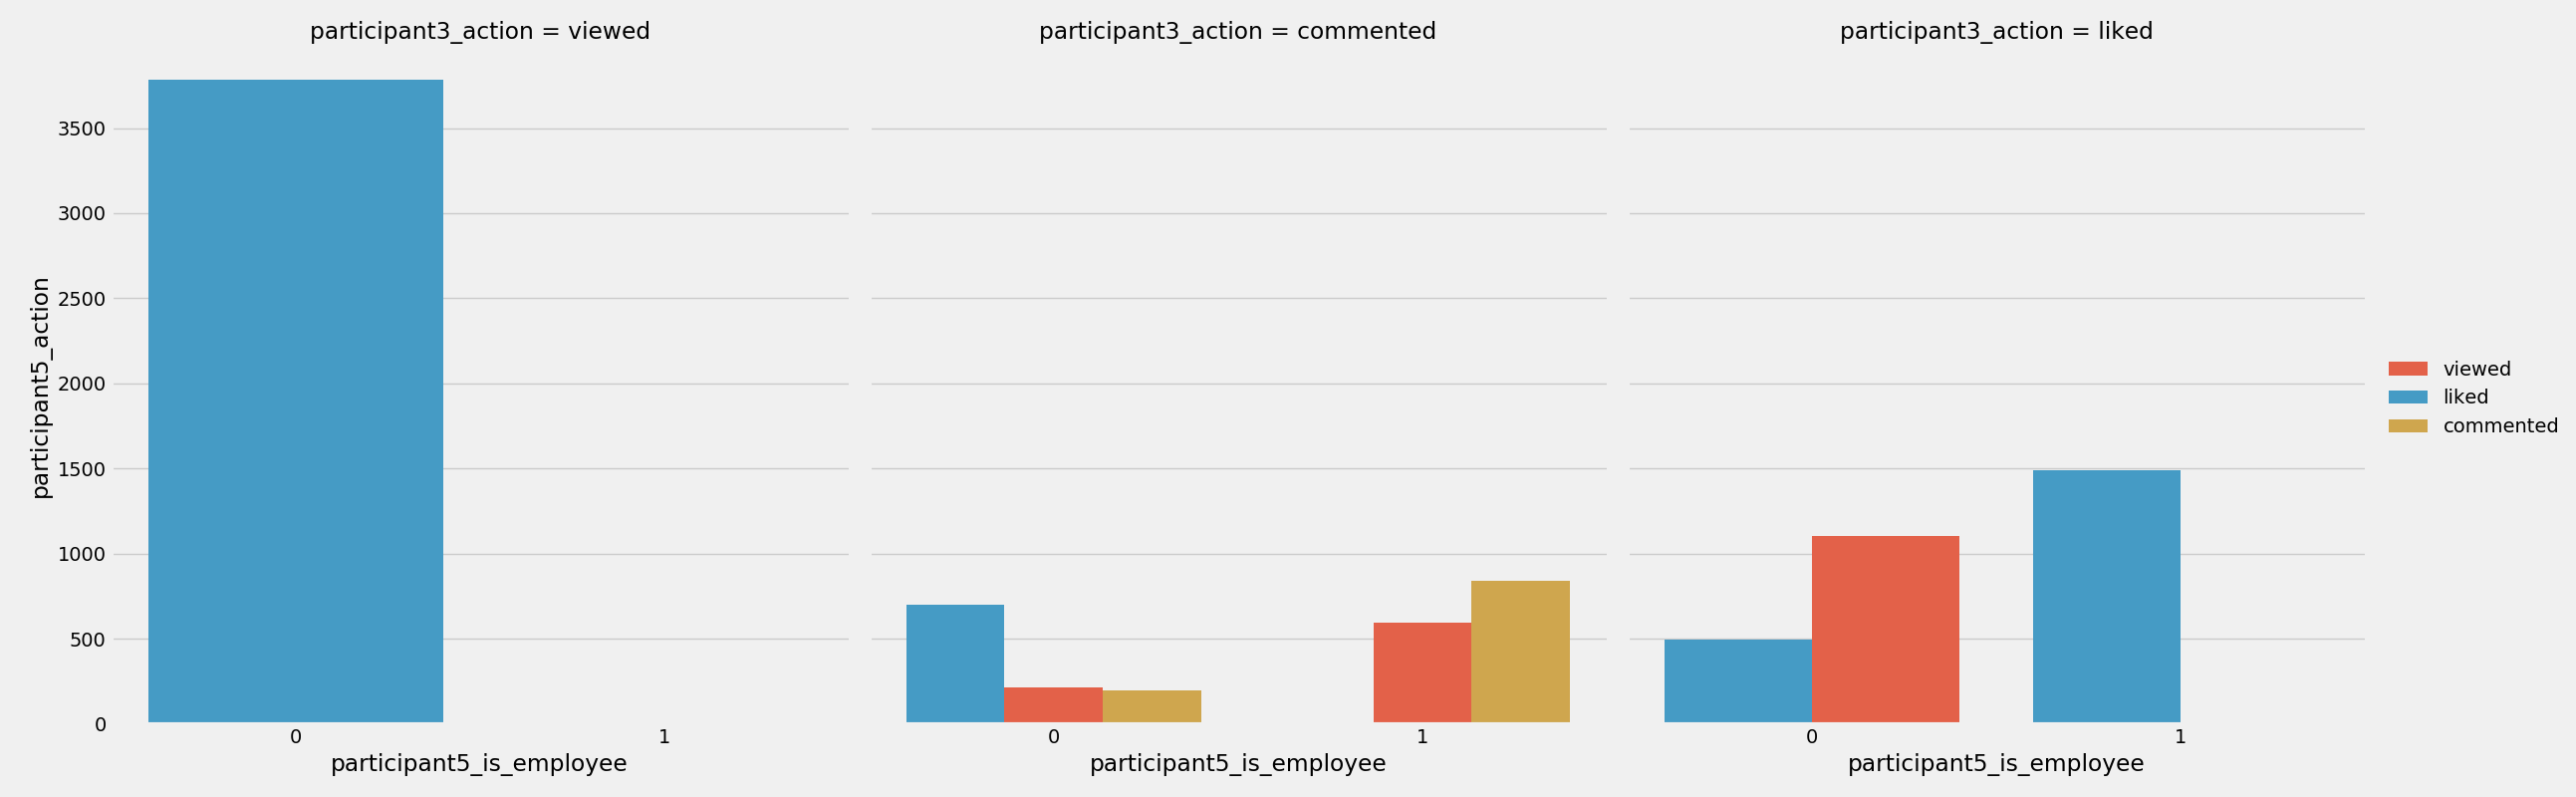 participant3_action = viewed
participant3_action = commented
participant3_action = liked
participant5_action
3500
3000
2500
2000
1500
1000
500
0
0
1
0
1
0
1
participant5_is_employee
participant5_is_employee
participant5_is_employee
viewed
liked
commented